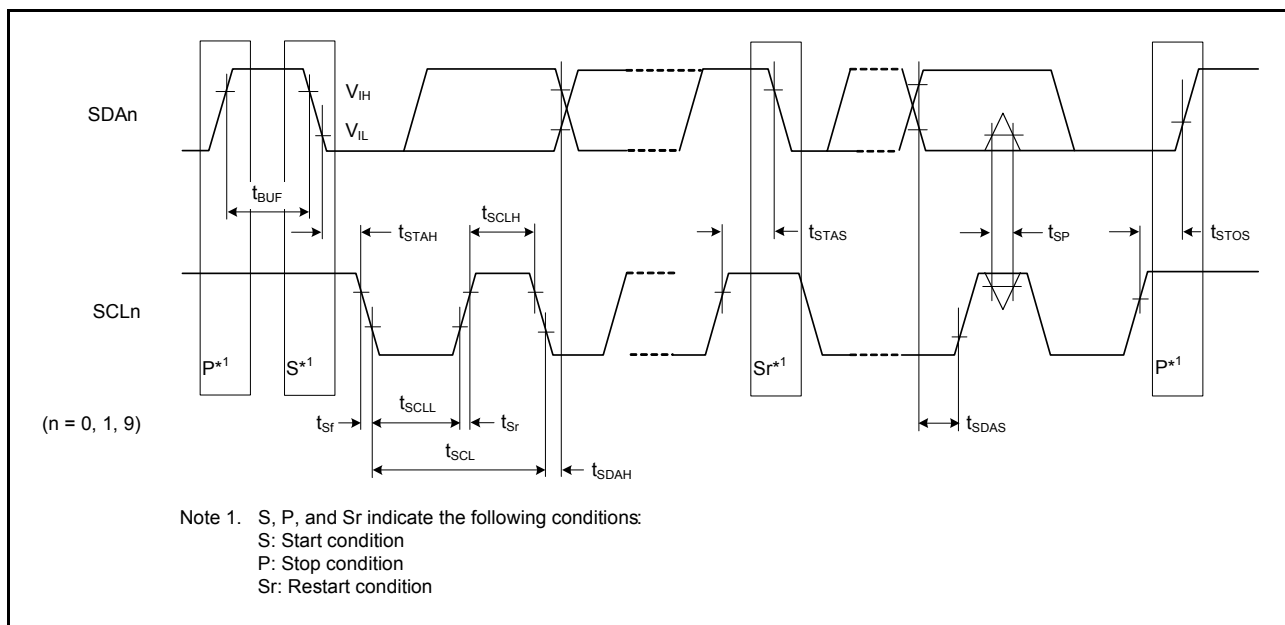 SDAn
VIH
VIL
tBUF
tSTAH
tSCLH
tSTAS
tSP
tSTOS
SCLn
P*1
S*1
Sr*1
P*1
(n = 0, 1, 9)
tSf
tSCLL
tSr
tSCL
tSDAH
tSDAS
Note 1. S, P, and Sr indicate the following conditions:
S: Start condition
P: Stop condition
Sr: Restart condition